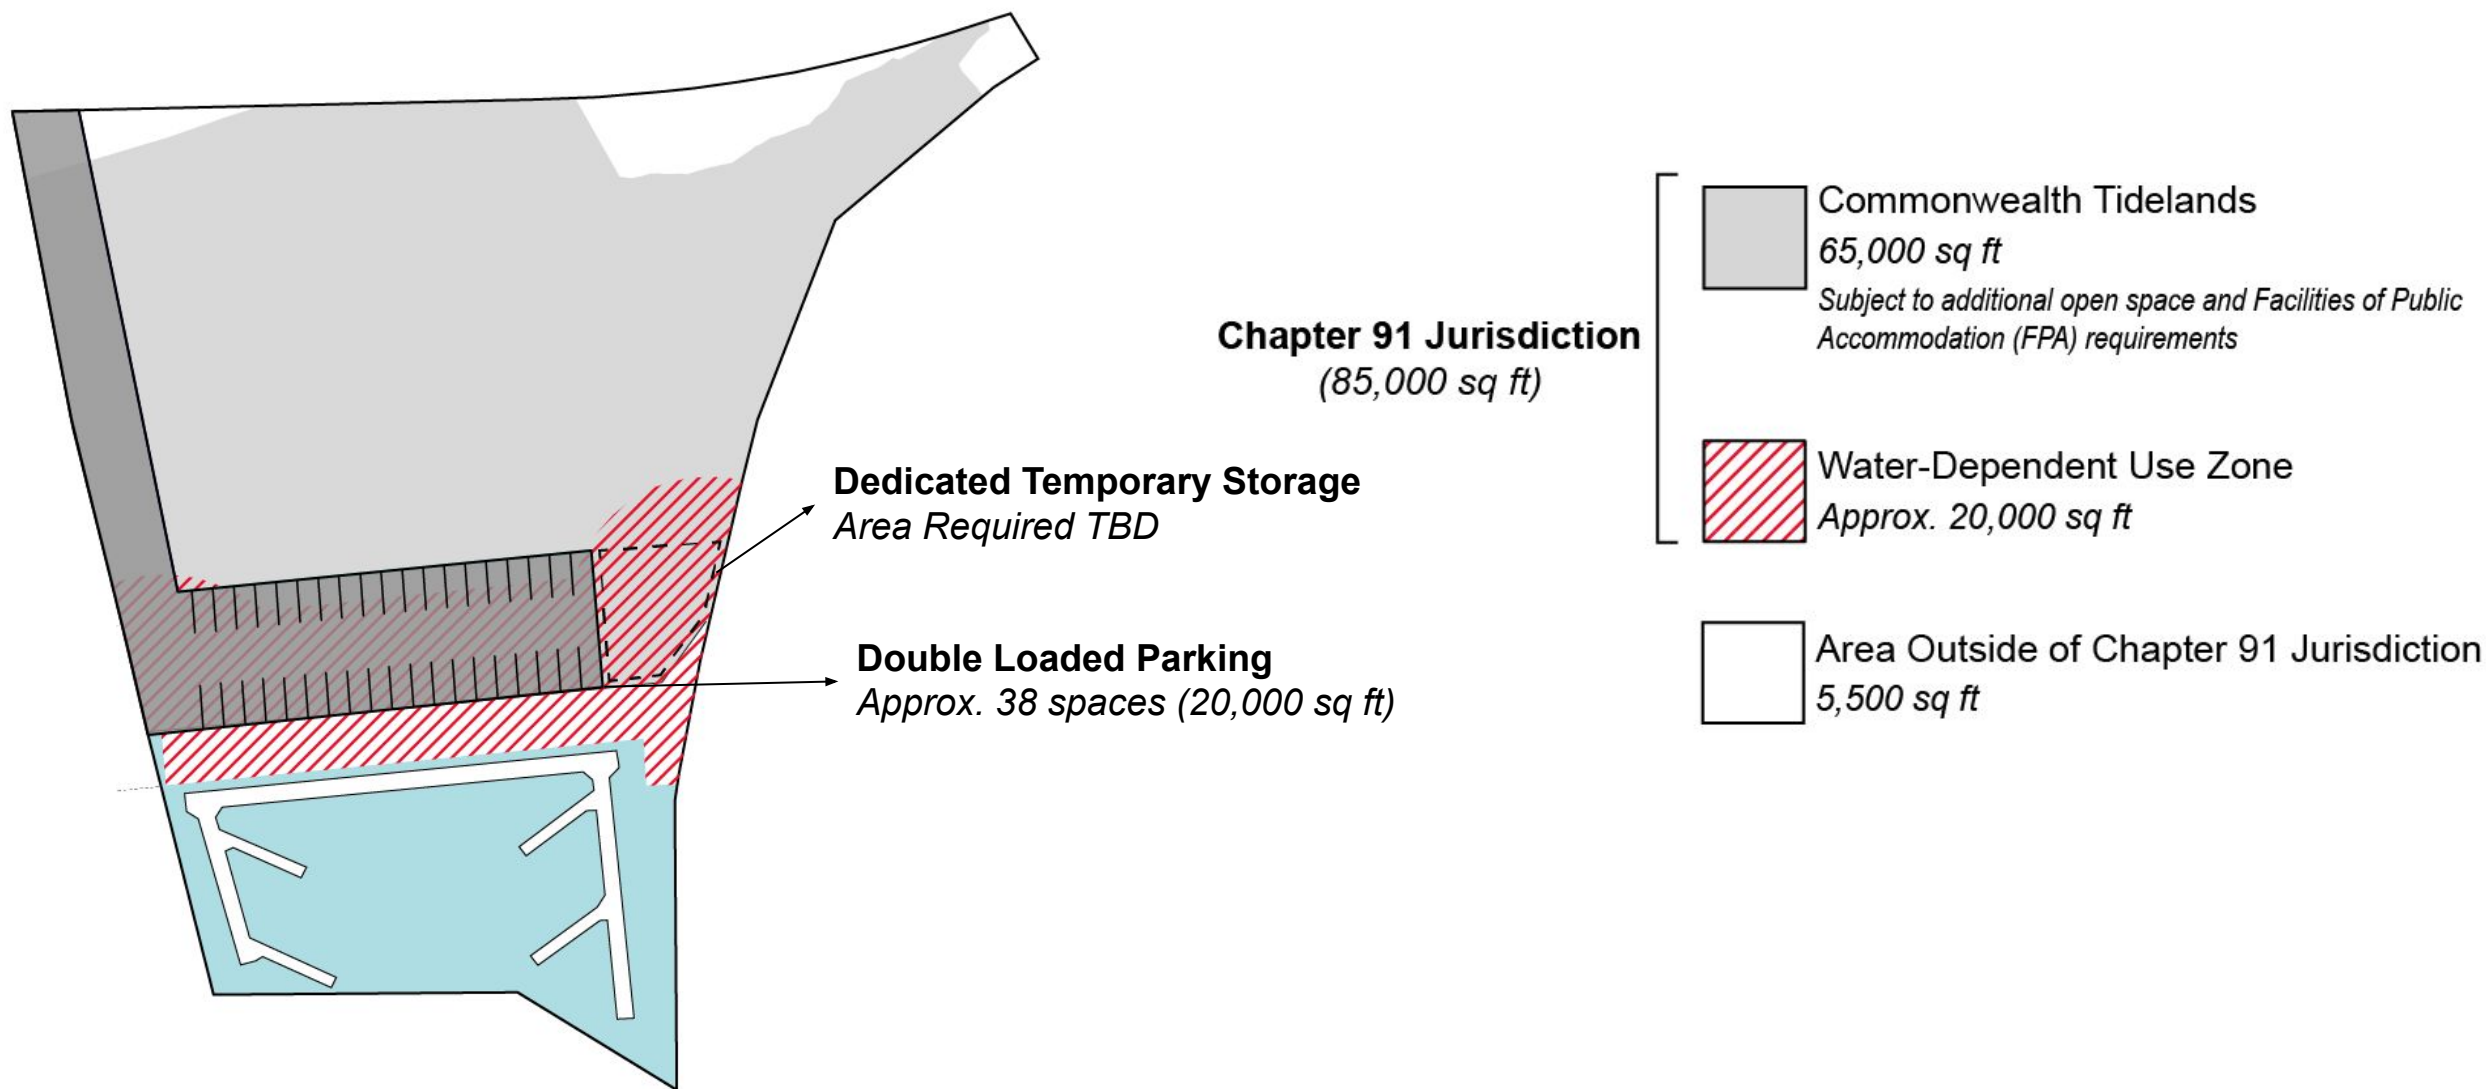 Commonwealth Tidelands
65,000 sq ft
Subject to additional open space and Facilities of Public
Accommodation (FPA) requirements
Chapter 91 Jurisdiction
(85,000 sq ft)
Water-Dependent Use Zone
Approx. 20,000 sq ft
Dedicated Temporary Storage
Area Required TBD
Double Loaded Parking
Approx. 38 spaces (20,000 sq ft)
Area Outside of Chapter 91 Jurisdiction
5,500 sq ft